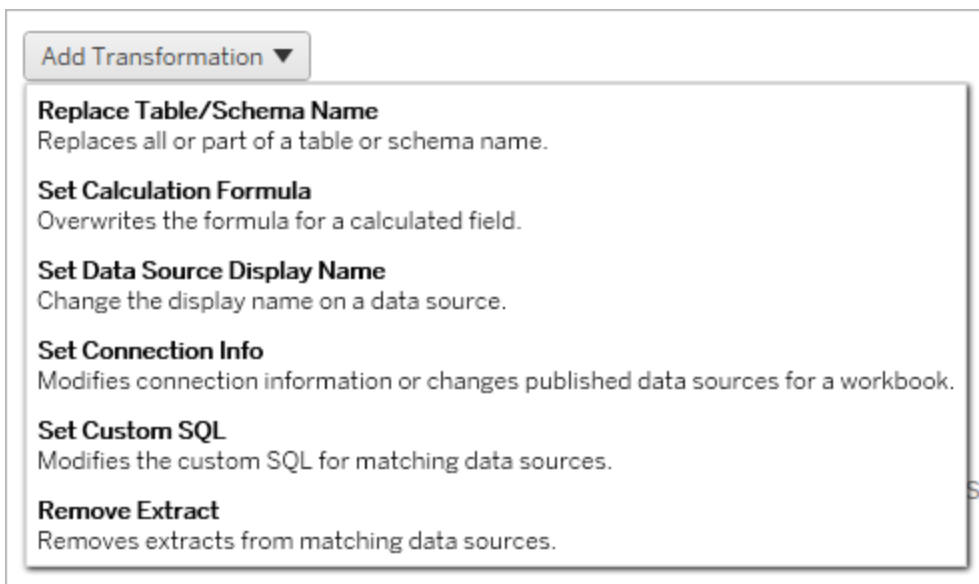 Add Transformation ▼
Replace Table/Schema Name
Replaces all or part of a table or schema name.
Set Calculation Formula
Overwrites the formula for a calculated field.
Set Data Source Display Name
Change the display name on a data source.
Set Connection Info
Modifies connection information or changes published data sources for a workbook.
Set Custom SQL
Modifies the custom SQL for matching data sources.
Remove Extract
Removes extracts from matching data sources.